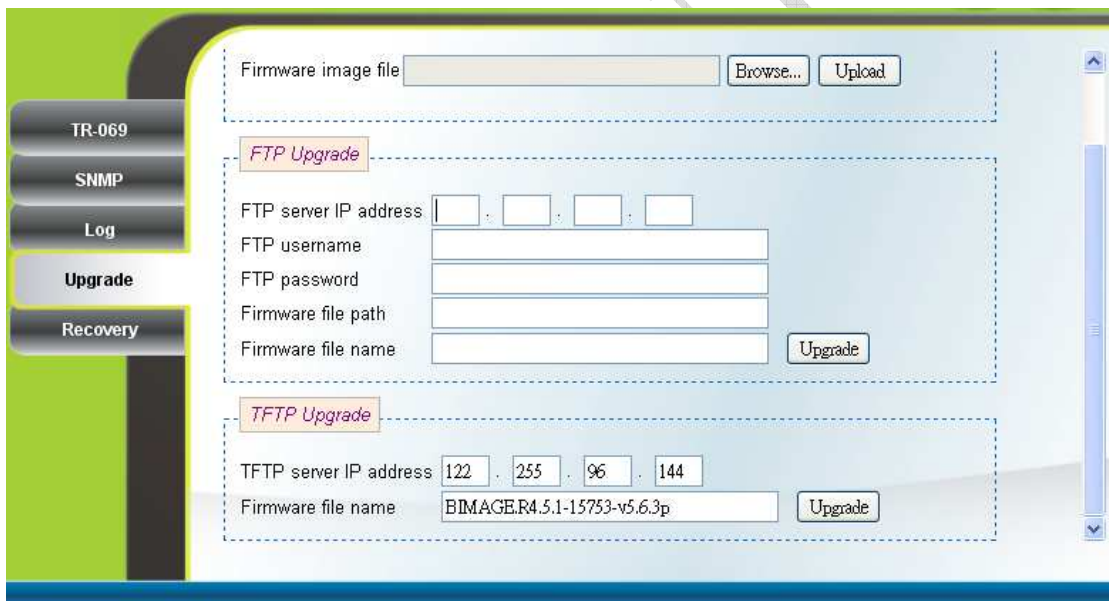 Firmware image file Browse... Upload
TR-069
SNMP
Log
Upgrade
Recovery
FTP Upgrade
FTP server IP address . . .
FTP username
FTP password
Firmware file path
Firmware file name Upgrade
TFTP Upgrade
TFTP server IP address 122 . 255 . 96 . 144
Firmware file name BIMAGE.R4.5.1-15753-v5.6.3p Upgrade